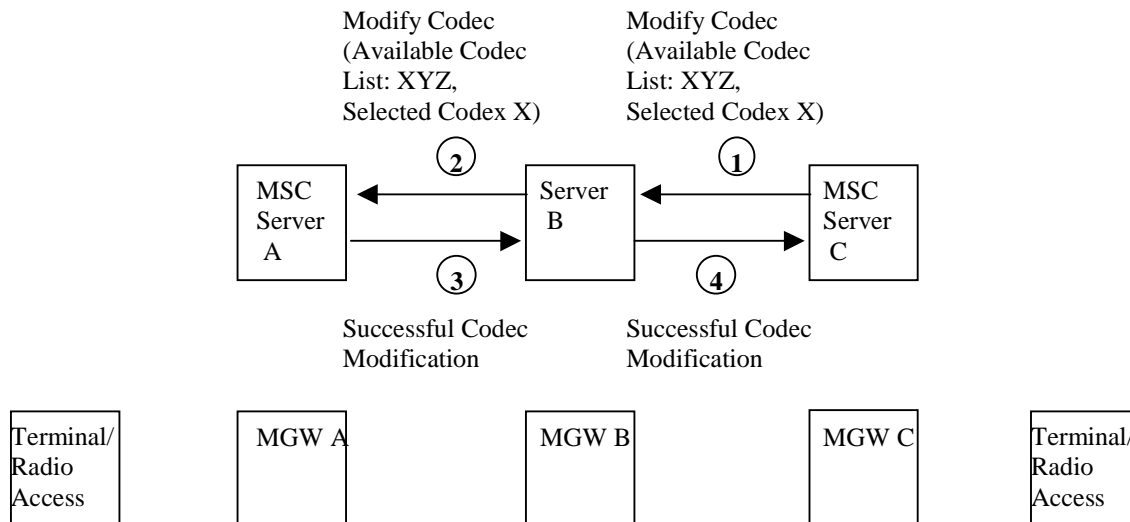 Modify Codec
(Available Codec
List: XYZ,
Selected Codex X)
Modify Codec
(Available Codec
List: XYZ,
Selected Codex X)
2
1
MSC
Server
A
Server
B
MSC
Server
C
3
4
Successful Codec
Modification
Successful Codec
Modification
Terminal/
Radio
Access
MGW A
MGW B
MGW C
Terminal/
Radio
Access